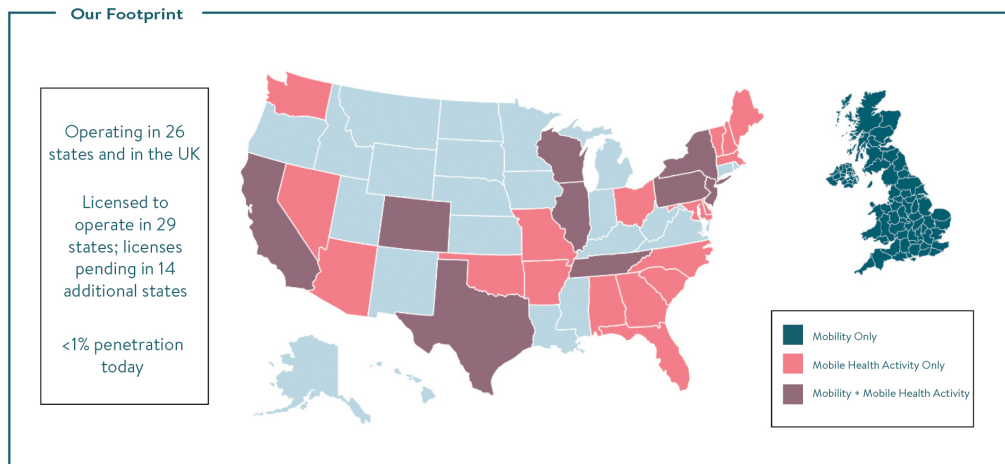 Our Footprint
Operating in 26
states and in the UK
Licensed to
operate in 29
states; licenses
pending in 14
additional states
<1% penetration
today
Mobility Only
Mobile Health Activity Only
Mobility + Mobile Health Activity